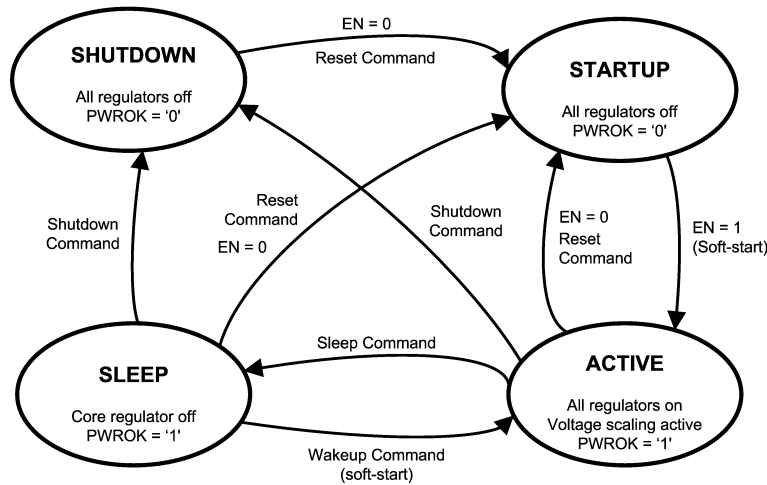 EN = 0
Reset Command
SHUTDOWN
All regulators off
PWROK = '0'
STARTUP
All regulators off
PWROK = '0'
Shutdown
Command
Reset
Command
EN = 0
Shutdown
Command
EN = 0
Reset
Command
EN = 1
(Soft-start)
SLEEP
Core regulator off
PWROK = '1'
Sleep Command
Wakeup Command
(soft-start)
ACTIVE
All regulators on
Voltage scaling active
PWROK = '1'